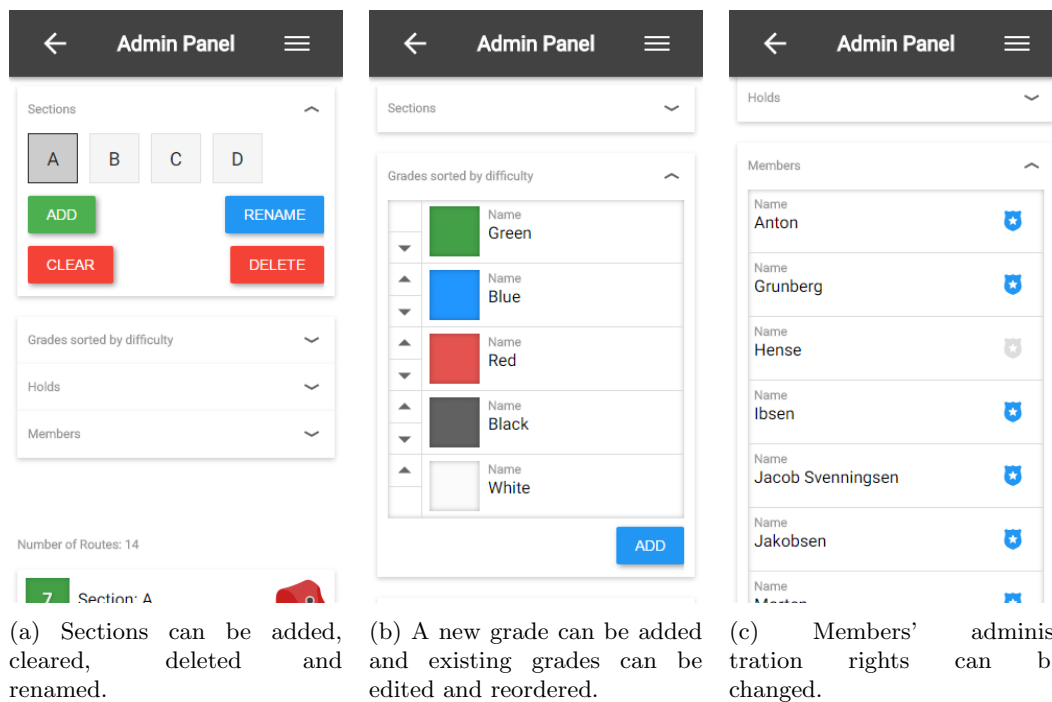 Admin Panel
Sections
A B C D
ADD RENAME
CLEAR DELETE
Grades sorted by difficulty
Holds
Members
Number of Routes: 14
7 Section: A
(a) Sections can be added,
cleared, deleted and
renamed.
Admin Panel
Sections
Grades sorted by difficulty
Name
Green
Name
Blue
Name
Red
Name
Black
Name
White
ADD
(b) A new grade can be added
and existing grades can be
edited and reordered.
Admin Panel
Holds
Members
Name
Anton
Name
Grunberg
Name
Hense
Name
Ibsen
Name
Jacob Svenningsen
Name
Jakobsen
Name
(c) Members' adminis
tration rights can b
changed.